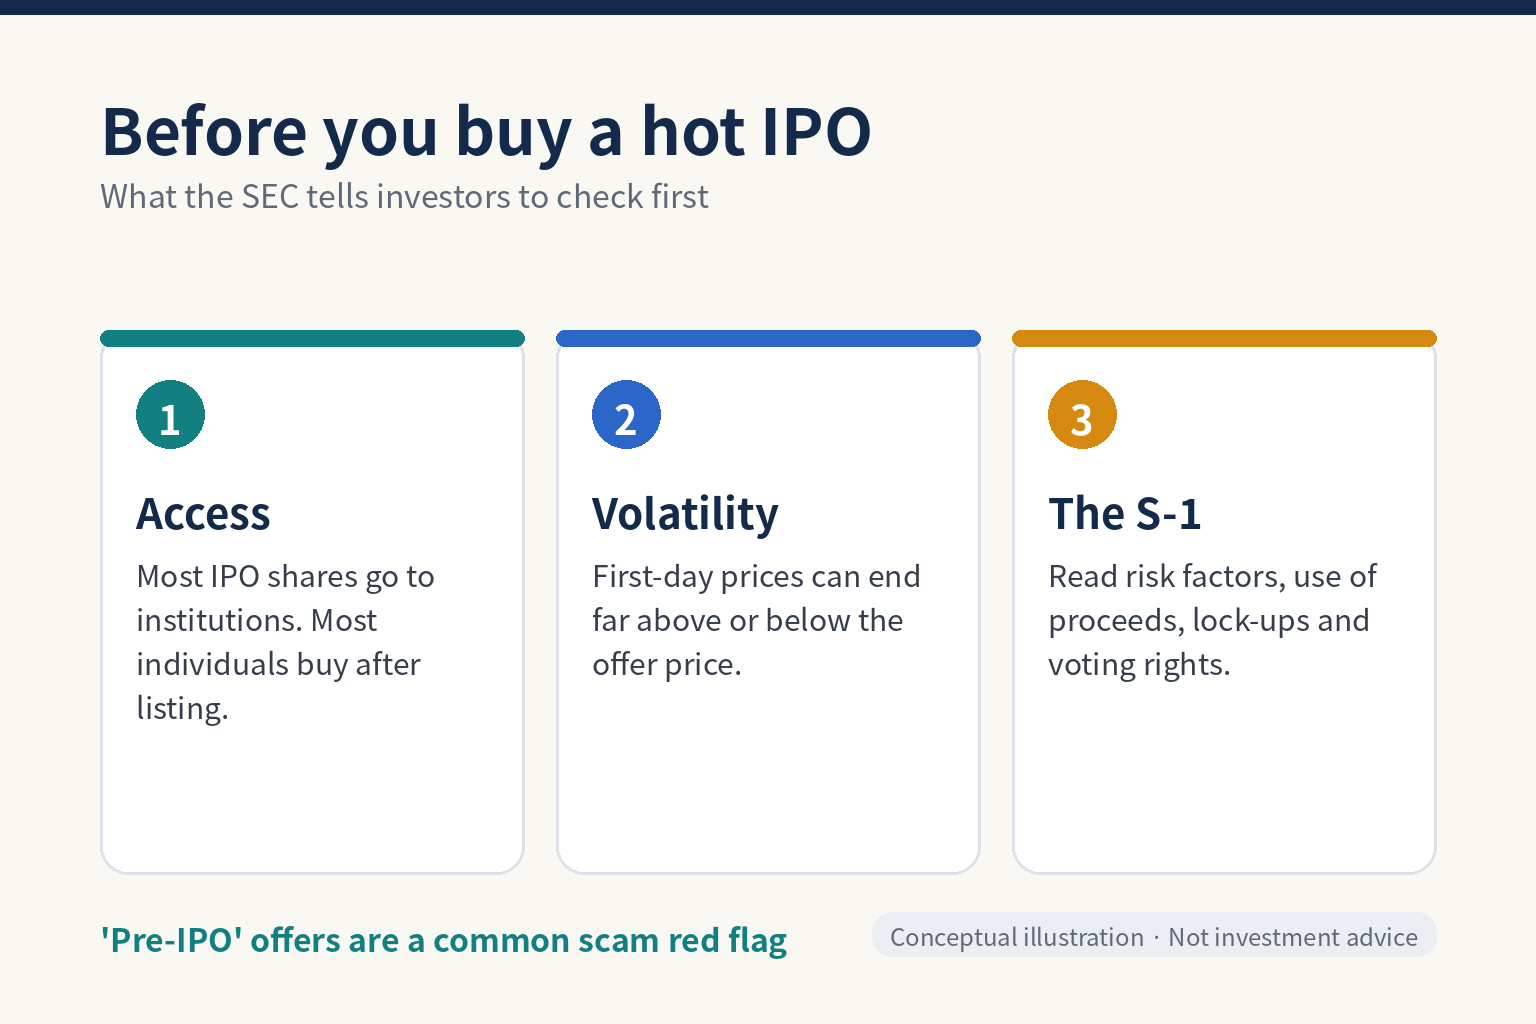 Before you buy a hot IPO
What the SEC tells investors to check first
1
Access
Most IPO shares go to
institutions. Most
individuals buy after
listing.
2
Volatility
First-day prices can end
far above or below the
offer price.
3
The S-1
Read risk factors, use of
proceeds, lock-ups and
voting rights.
'Pre-IPO' offers are a common scam red flag
Conceptual illustration · Not investment advice